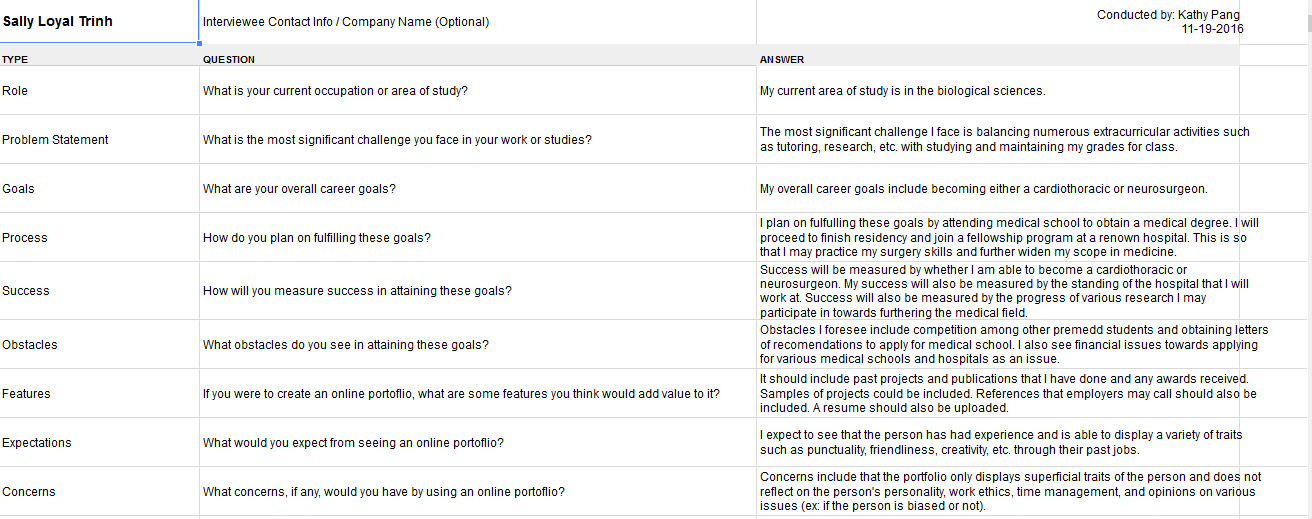 Sally Loyal Trinh
Interviewee Contact Info / Company Name (Optional)
Conducted by: Kathy Pang
11-19-2016
TYPE
QUESTION
ANSWER
Role
What is your current occupation or area of study?
My current area of study is in the biological sciences.
Problem Statement
What is the most significant challenge you face in your work or studies?
The most significant challenge I face is balancing numerous extracurricular activities such
as tutoring, research, etc. with studying and maintaining my grades for class.
Goals
What are your overall career goals?
My overall career goals include becoming either a cardiothoracic or neurosurgeon.
Process
How do you plan on fulfilling these goals?
I plan on fulfulling these goals by attending medical school to obtain a medical degree. I will
proceed to finish residency and join a fellowship program at a renown hospital. This is so
that I may practice my surgery skills and further widen my scope in medicine.
Success
How will you measure success in attaining these goals?
Success will be measured by whether I am able to become a cardiothoracic or
neurosurgeon. My success will also be measured by the standing of the hospital that I will
work at. Success will also be measured by the progress of various research I may
participate in towards furthering the medical field.
Obstacles
What obstacles do you see in attaining these goals?
Obstacles I foresee include competition among other premedd students and obtaining letters
of recomendations to apply for medical school. I also see financial issues towards applying
for various medical schools and hospitals as an issue.
Features
If you were to create an online portoflio, what are some features you think would add value to it?
It should include past projects and publications that I have done and any awards received.
Samples of projects could be included. References that employers may call should also be
included. A resume should also be uploaded.
Expectations
What would you expect from seeing an online portoflio?
I expect to see that the person has had experience and is able to display a variety of traits
such as punctuality, friendliness, creativity, etc. through their past jobs.
Concerns
What concerns, if any, would you have by using an online portoflio?
Concerns include that the portfolio only displays superficial traits of the person and does not
reflect on the person's personality, work ethics, time management, and opinions on various
issues (ex: if the person is biased or not).